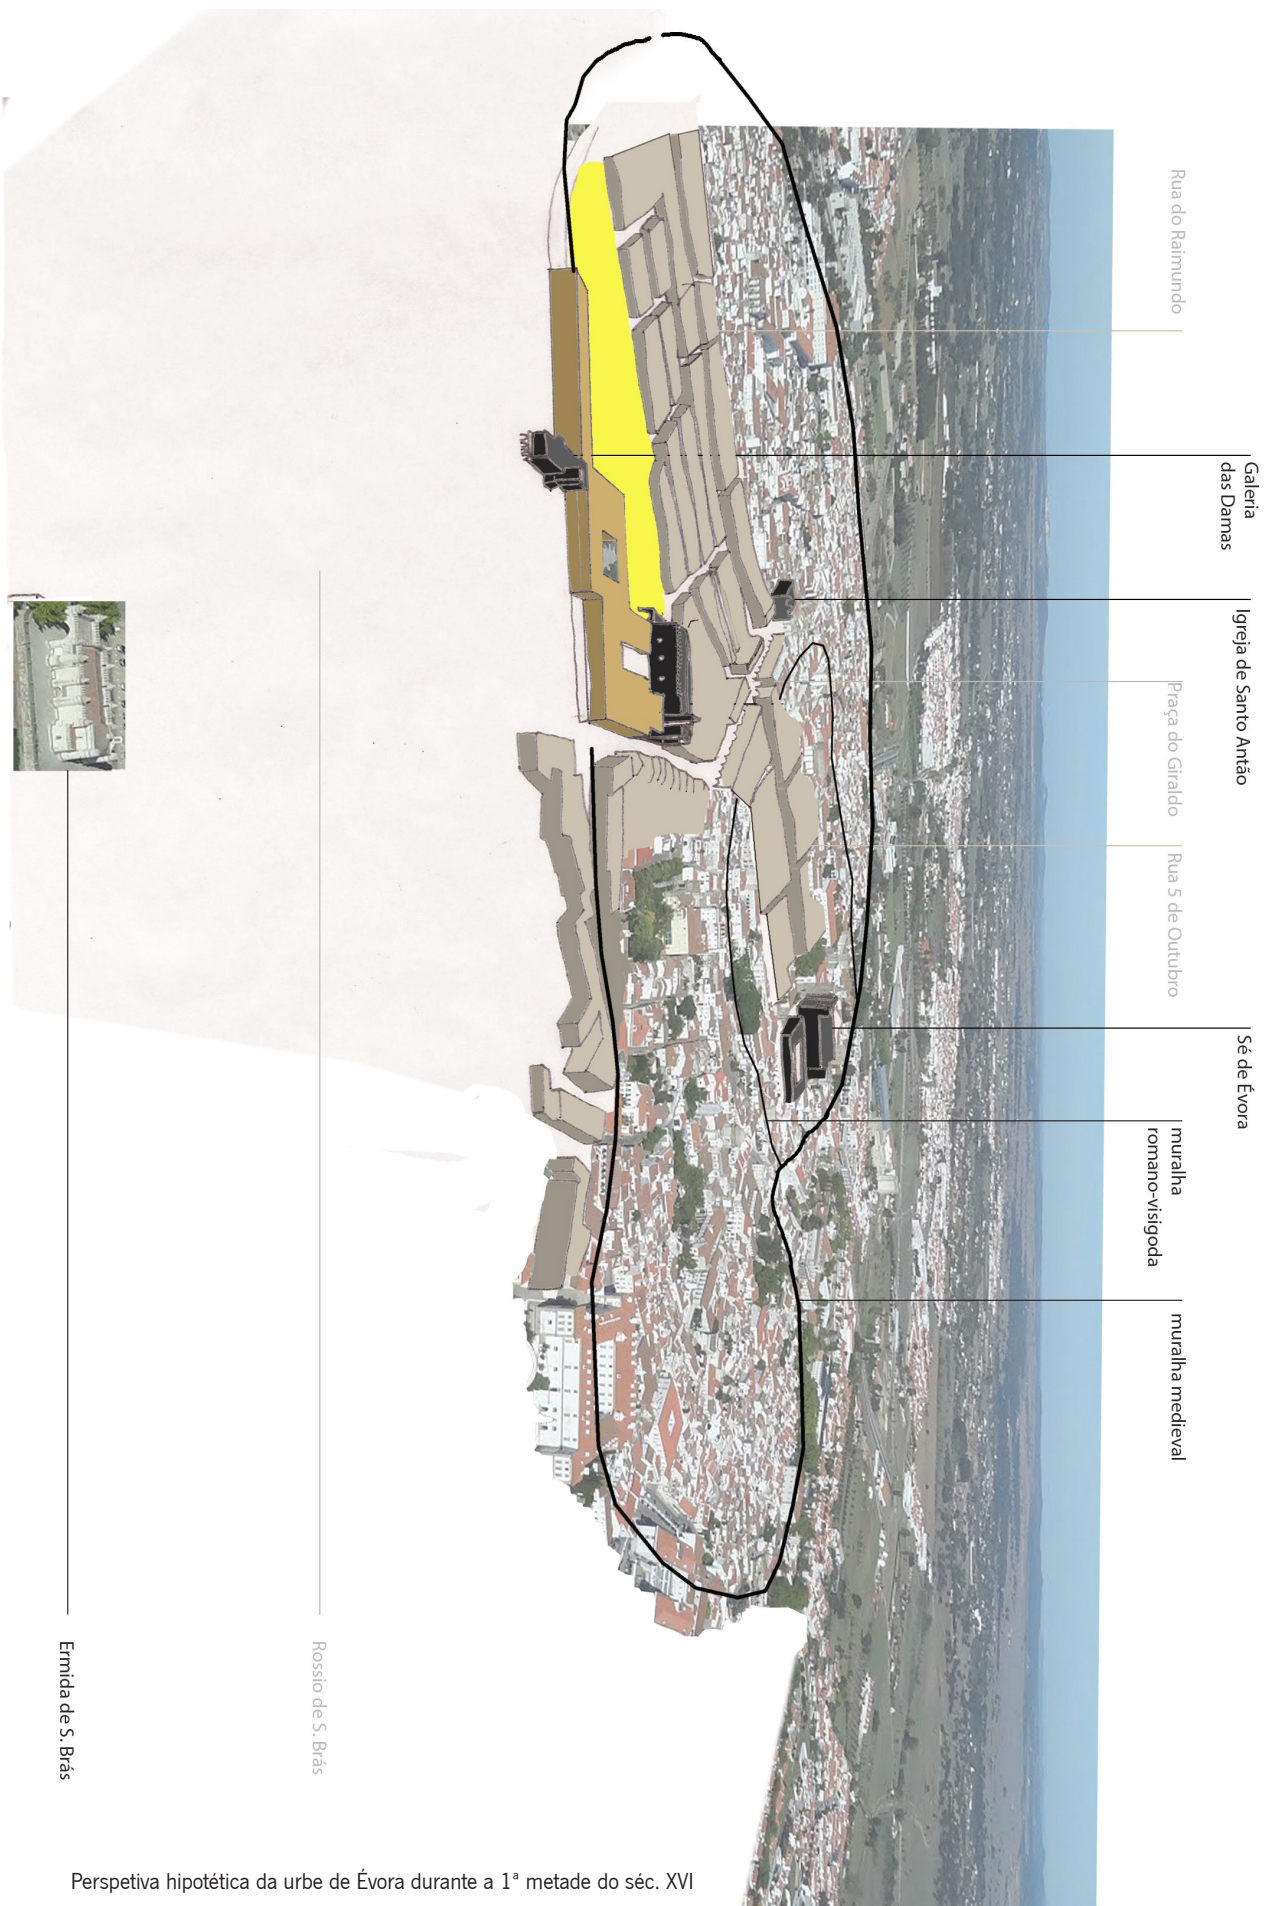 Rua do Raimundo
Galeria
das Damas
Igreja de Santo Antão
Praça do Giraldo
Rua 5 de Outubro
Sé de Évora
muralha
romano-visigoda
muralha medieval
Rossio de S. Brás
Ermida de S. Brás
Perspetiva hipotética da urbe de Évora durante a 1ª metade do séc. XVI